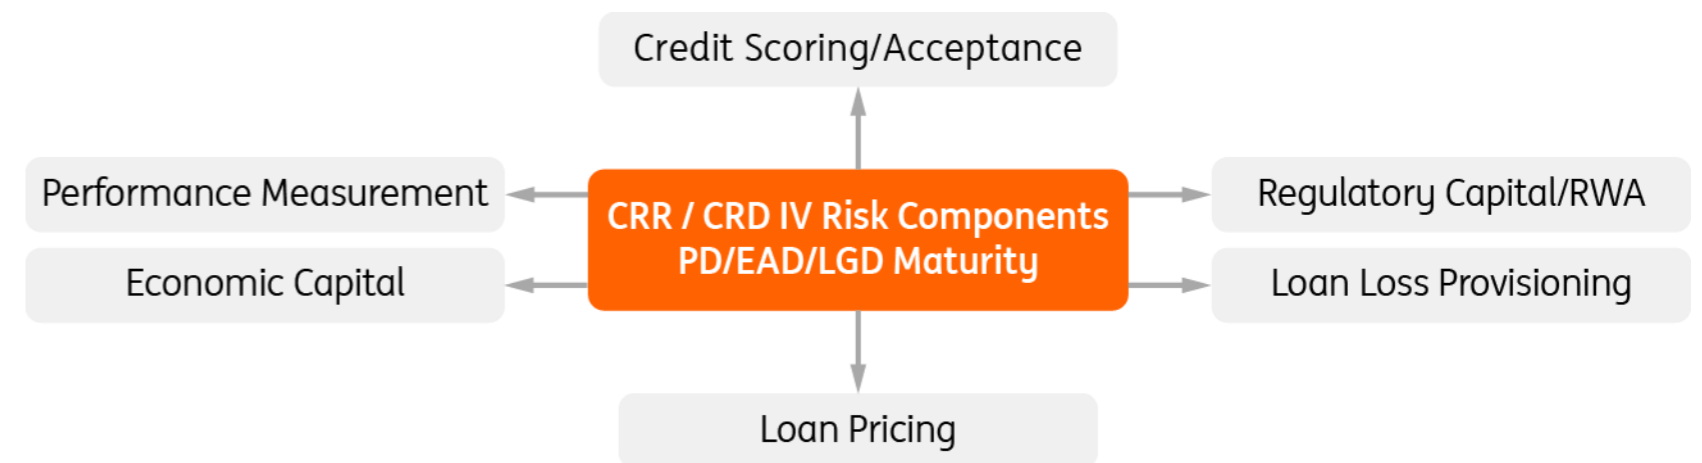 Credit Scoring/Acceptance
Performance Measurement
CRR / CRD IV Risk Components
PD/EAD/LGD Maturity
Regulatory Capital/RWA
Economic Capital
Loan Loss Provisioning
Loan Pricing